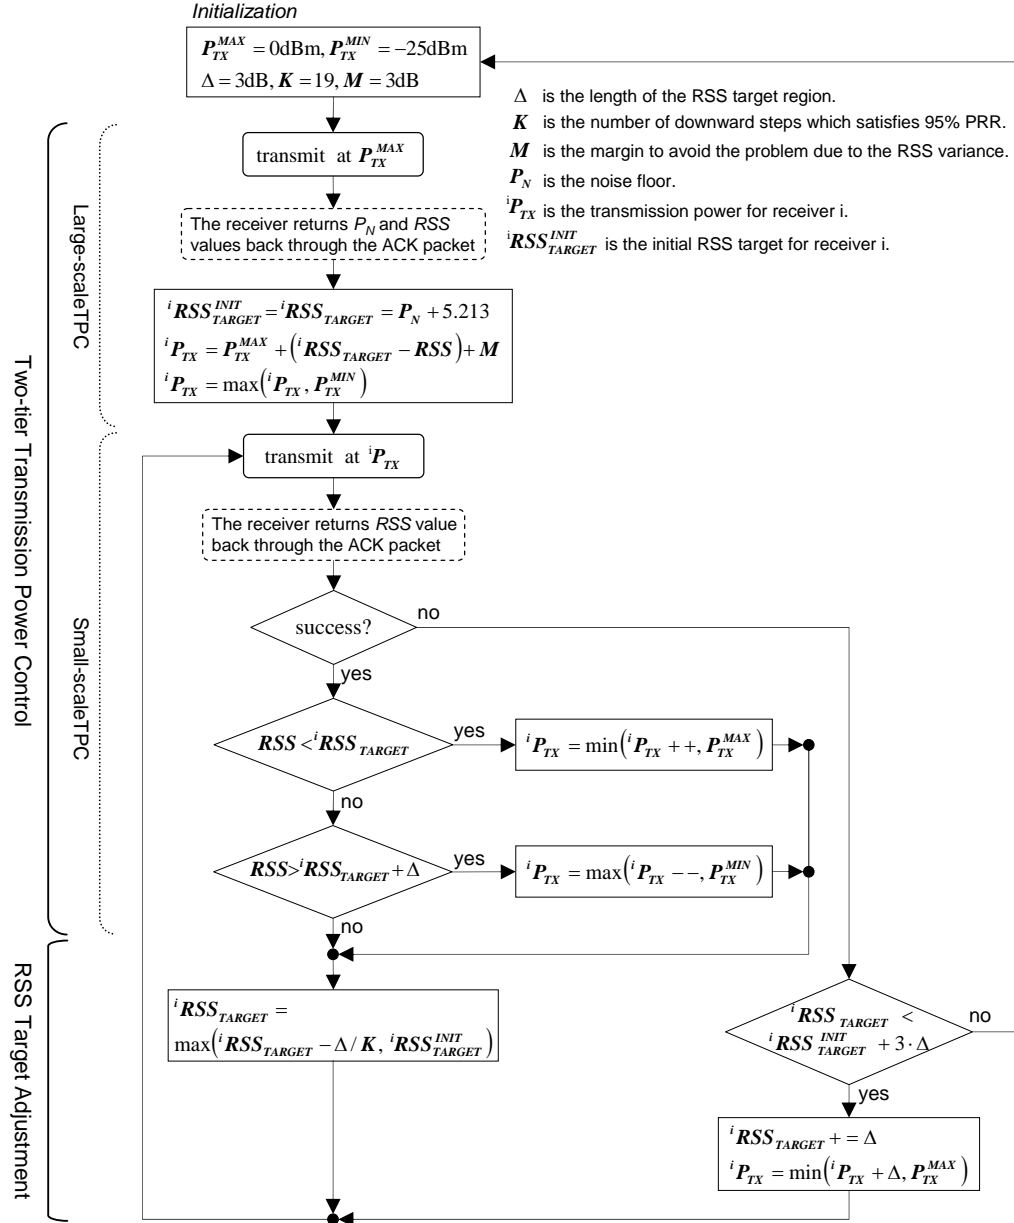 Initialization
P_TX^MAX = 0dBm, P_TX^MIN = −25dBm
Δ = 3dB, K = 19, M = 3dB
Δ is the length of the RSS target region.
K is the number of downward steps which satisfies 95% PRR.
M is the margin to avoid the problem due to the RSS variance.
P_N is the noise floor.
iP_TX is the transmission power for receiver i.
iRSS_TARGET^INIT is the initial RSS target for receiver i.
Two-tier Transmission Power Control
Large-scaleTPC
transmit at P_TX^MAX
The receiver returns P_N and RSS
values back through the ACK packet
iRSS_TARGET^INIT = iRSS_TARGET = P_N + 5.213
iP_TX = P_TX^MAX + (iRSS_TARGET − RSS) + M
iP_TX = max(iP_TX, P_TX^MIN)
Small-scaleTPC
transmit at iP_TX
The receiver returns RSS value
back through the ACK packet
success?
no
yes
RSS < iRSS_TARGET
yes
iP_TX = min(iP_TX ++, P_TX^MAX)
no
RSS > iRSS_TARGET + Δ
yes
iP_TX = max(iP_TX −−, P_TX^MIN)
no
RSS Target Adjustment
iRSS_TARGET =
max(iRSS_TARGET − Δ / K, iRSS_TARGET^INIT)
iRSS_TARGET <
iRSS_TARGET^INIT + 3 · Δ
no
yes
iRSS_TARGET + = Δ
iP_TX = min(iP_TX + Δ, P_TX^MAX)